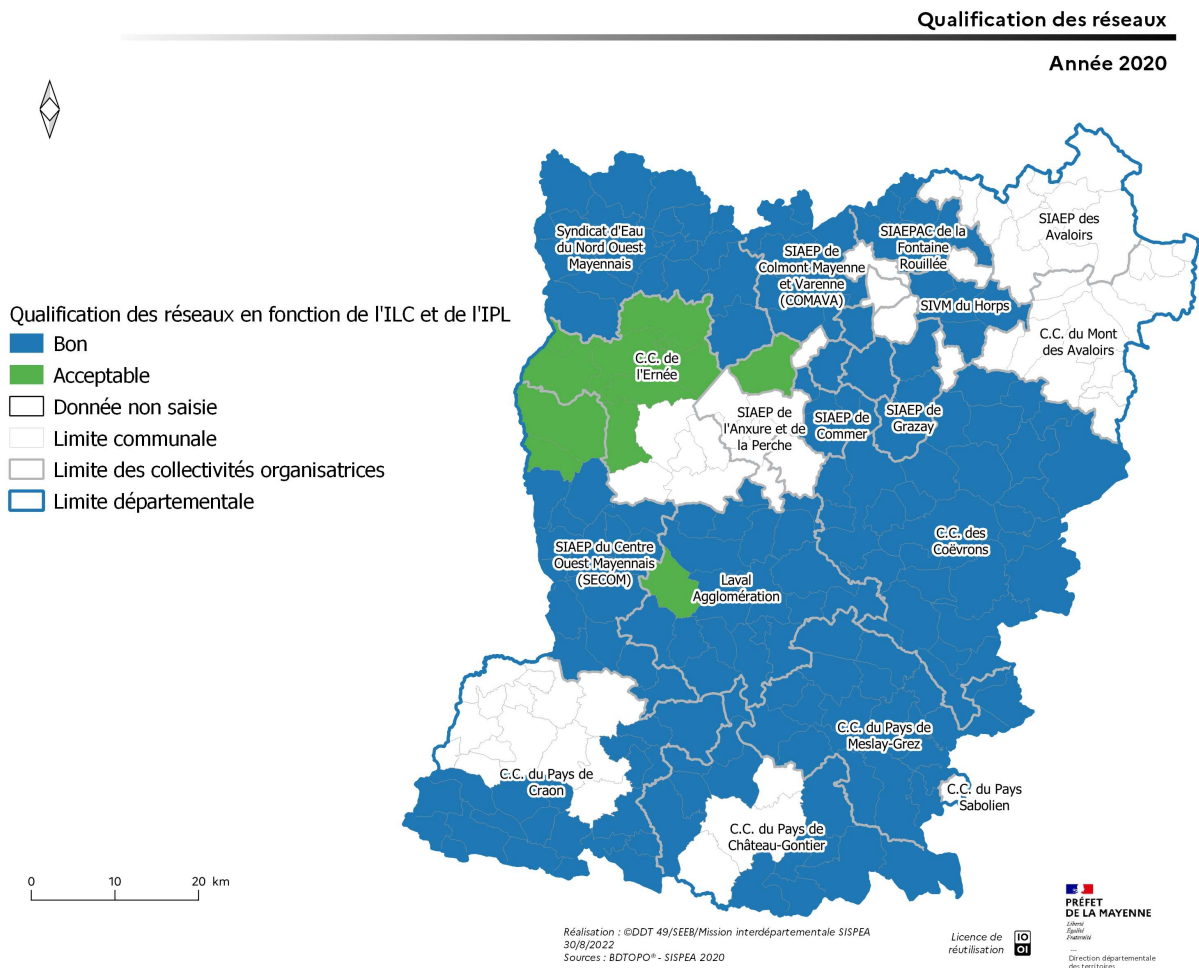 Qualification des réseaux
Année 2020
Syndicat d'Eau
du Nord Ouest
Mayennais
SIAEP de
Colmont Mayenne
et Varenne
(COMAVA)
SIAEPAC de la
Fontaine
Rouillée
SIAEP des
Avaloirs
SIVM du Horps
C.C. du Mont
des Avaloirs
Qualification des réseaux en fonction de l'ILC et de l'IPL
Bon
Acceptable
Donnée non saisie
Limite communale
Limite des collectivités organisatrices
Limite départementale
C.C. de
l'Ernée
SIAEP de
l'Anxure et de
la Perche
SIAEP de
Commer
SIAEP de
Grazay
C.C. des
Coëvrons
SIAEP du Centre
Ouest Mayennais
(SECOM)
Laval
Agglomération
C.C. du Pays de
Meslay-Grez
C.C. du Pays de
Craon
C.C. du Pays
Sabolien
C.C. du Pays de
Château-Gontier
0 10 20 km
Réalisation : ©DDT 49/SEEB/Mission interdépartementale SISPEA
30/8/2022
Sources : BDTOPO® - SISPEA 2020
Licence de
réutilisation
IO
OI
PRÉFET
DE LA MAYENNE
Liberté
Égalité
Fraternité
Direction départementale
des territoires